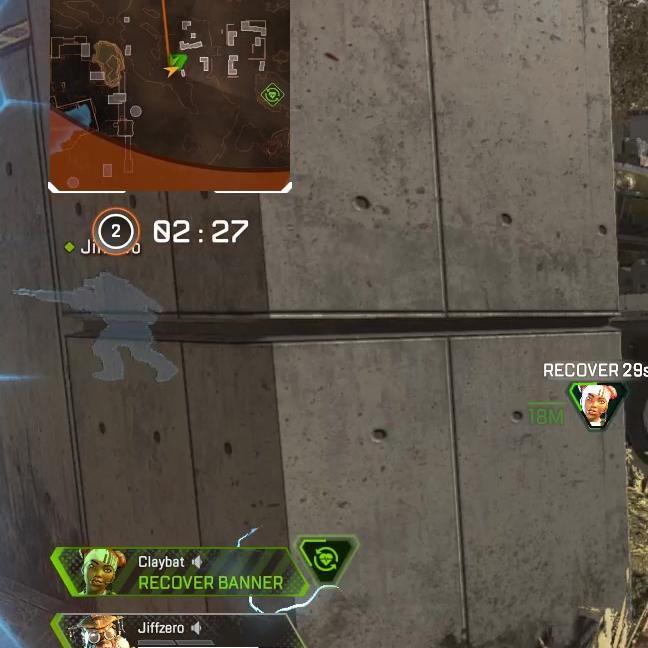 2 02:27
RECOVER 29s
18M
Claybat
RECOVER BANNER
Jiffzero